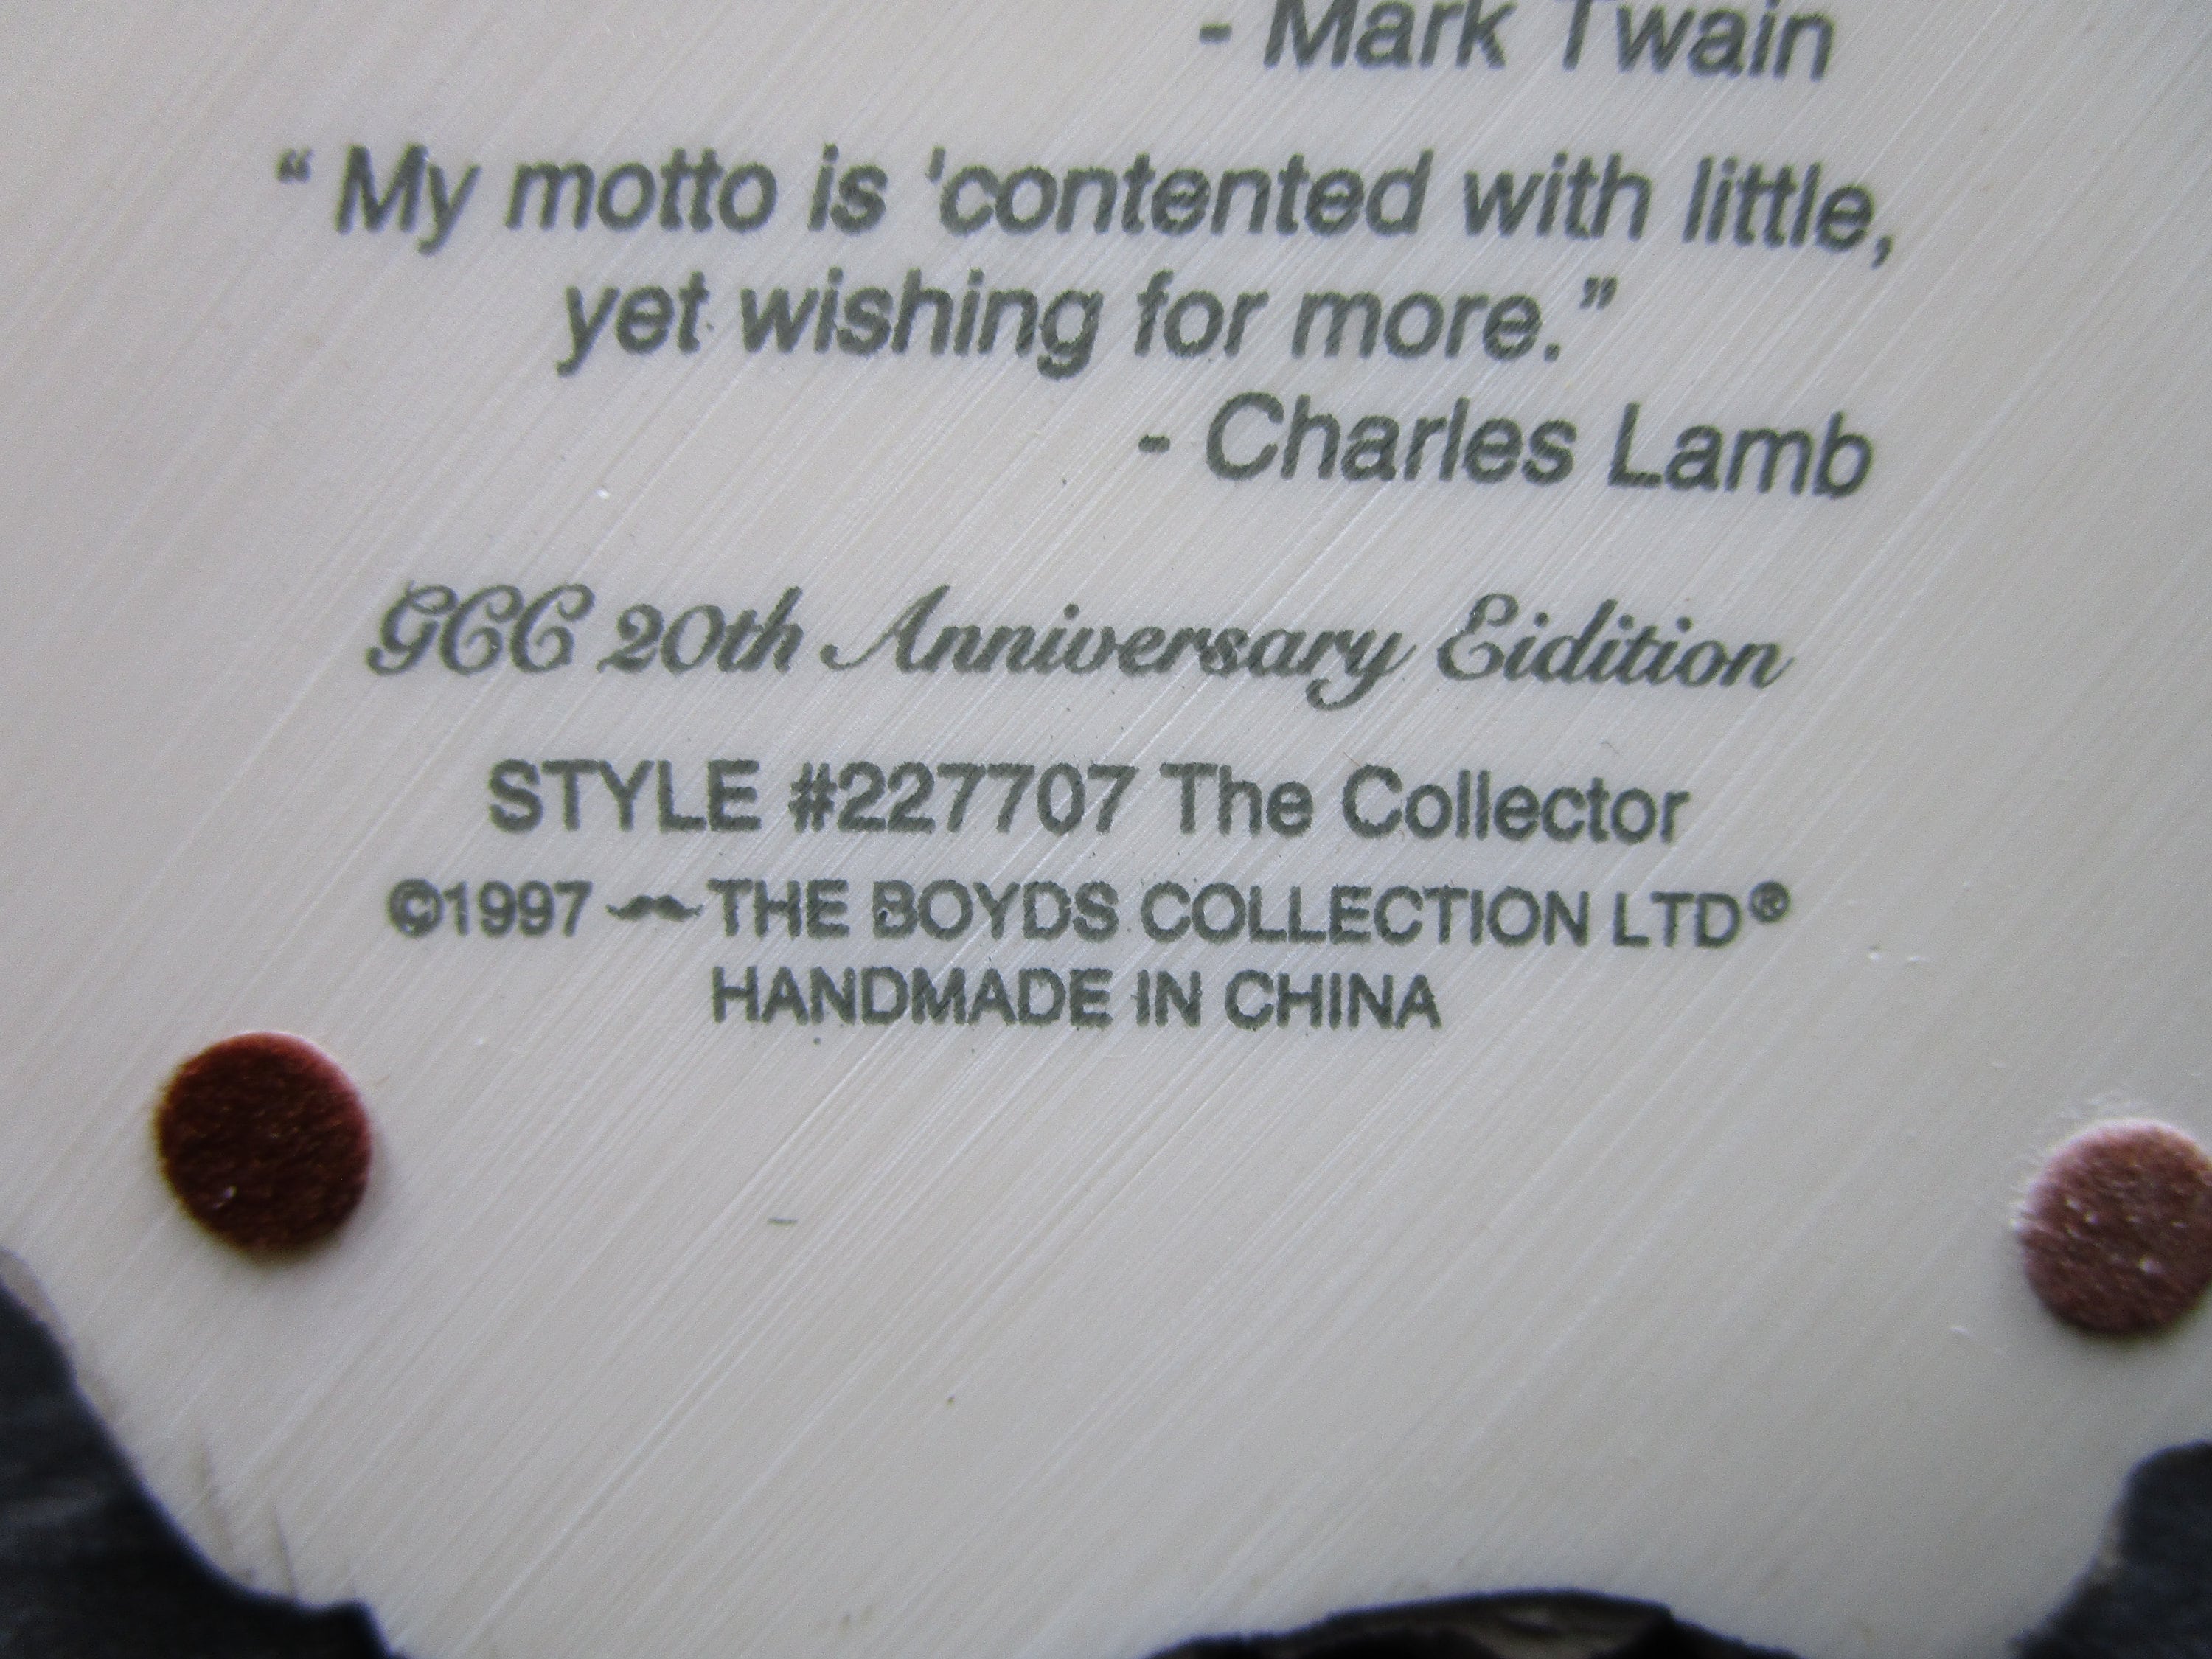 - Mark Twain
“ My motto is 'contented with little,
yet wishing for more.”
- Charles Lamb
GCC 20th Anniversary Eidition
STYLE #227707 The Collector
©1997 THE BOYDS COLLECTION LTD®
HANDMADE IN CHINA